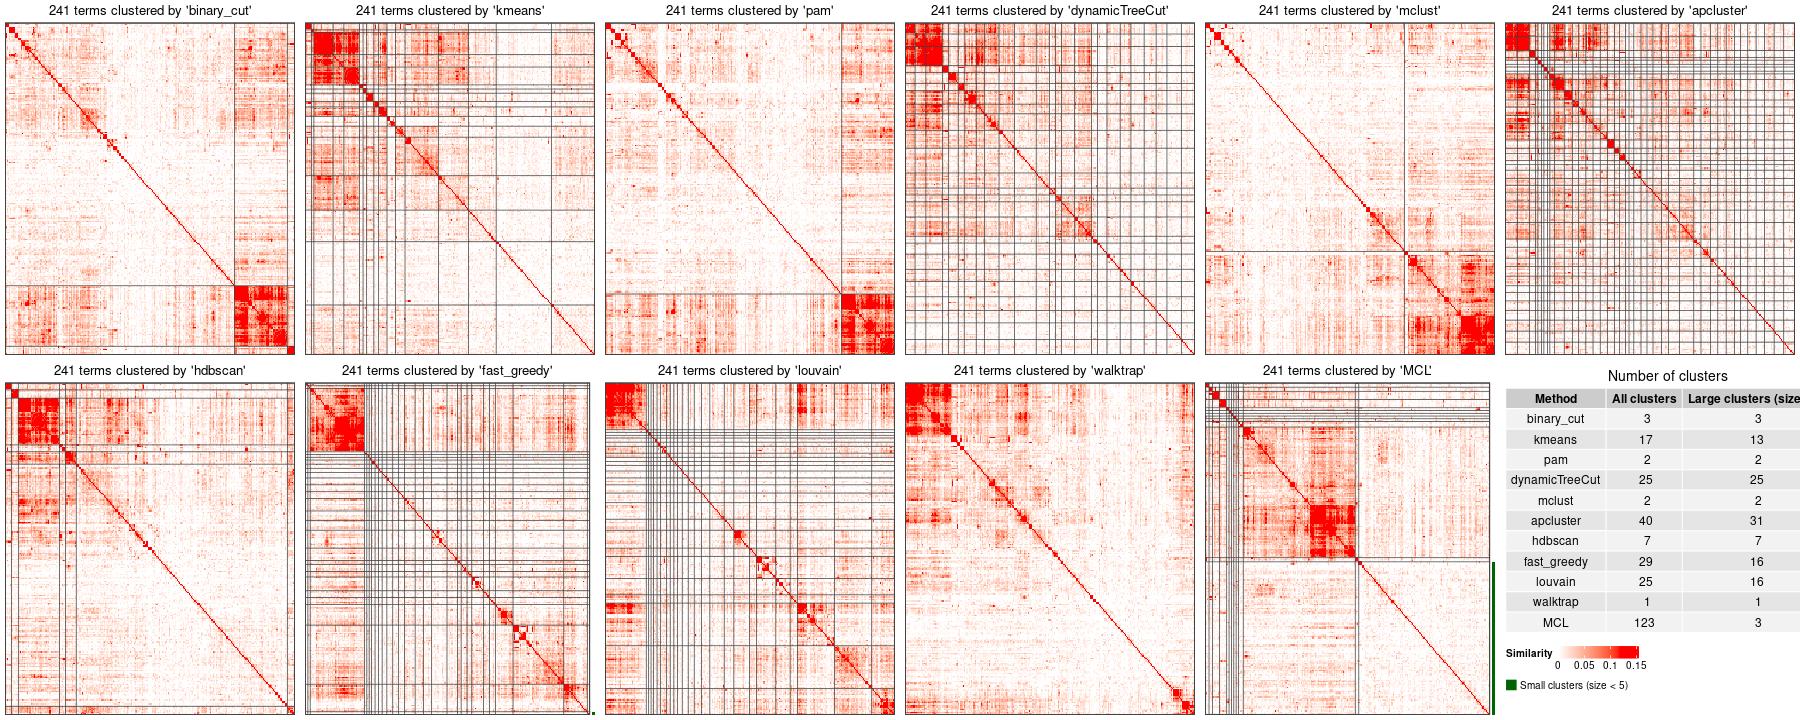 241 terms clustered by 'binary_cut'
241 terms clustered by 'kmeans'
241 terms clustered by 'pam'
241 terms clustered by 'dynamicTreeCut'
241 terms clustered by 'mclust'
241 terms clustered by 'apcluster'
241 terms clustered by 'hdbscan'
241 terms clustered by 'fast_greedy'
241 terms clustered by 'louvain'
241 terms clustered by 'walktrap'
241 terms clustered by 'MCL'
Number of clusters
Method All clusters Large clusters (size
binary_cut 3 3
kmeans 17 13
pam 2 2
dynamicTreeCut 25 25
mclust 2 2
apcluster 40 31
hdbscan 7 7
fast_greedy 29 16
louvain 25 16
walktrap 1 1
MCL 123 3
Similarity
0 0.05 0.1 0.15
Small clusters (size < 5)